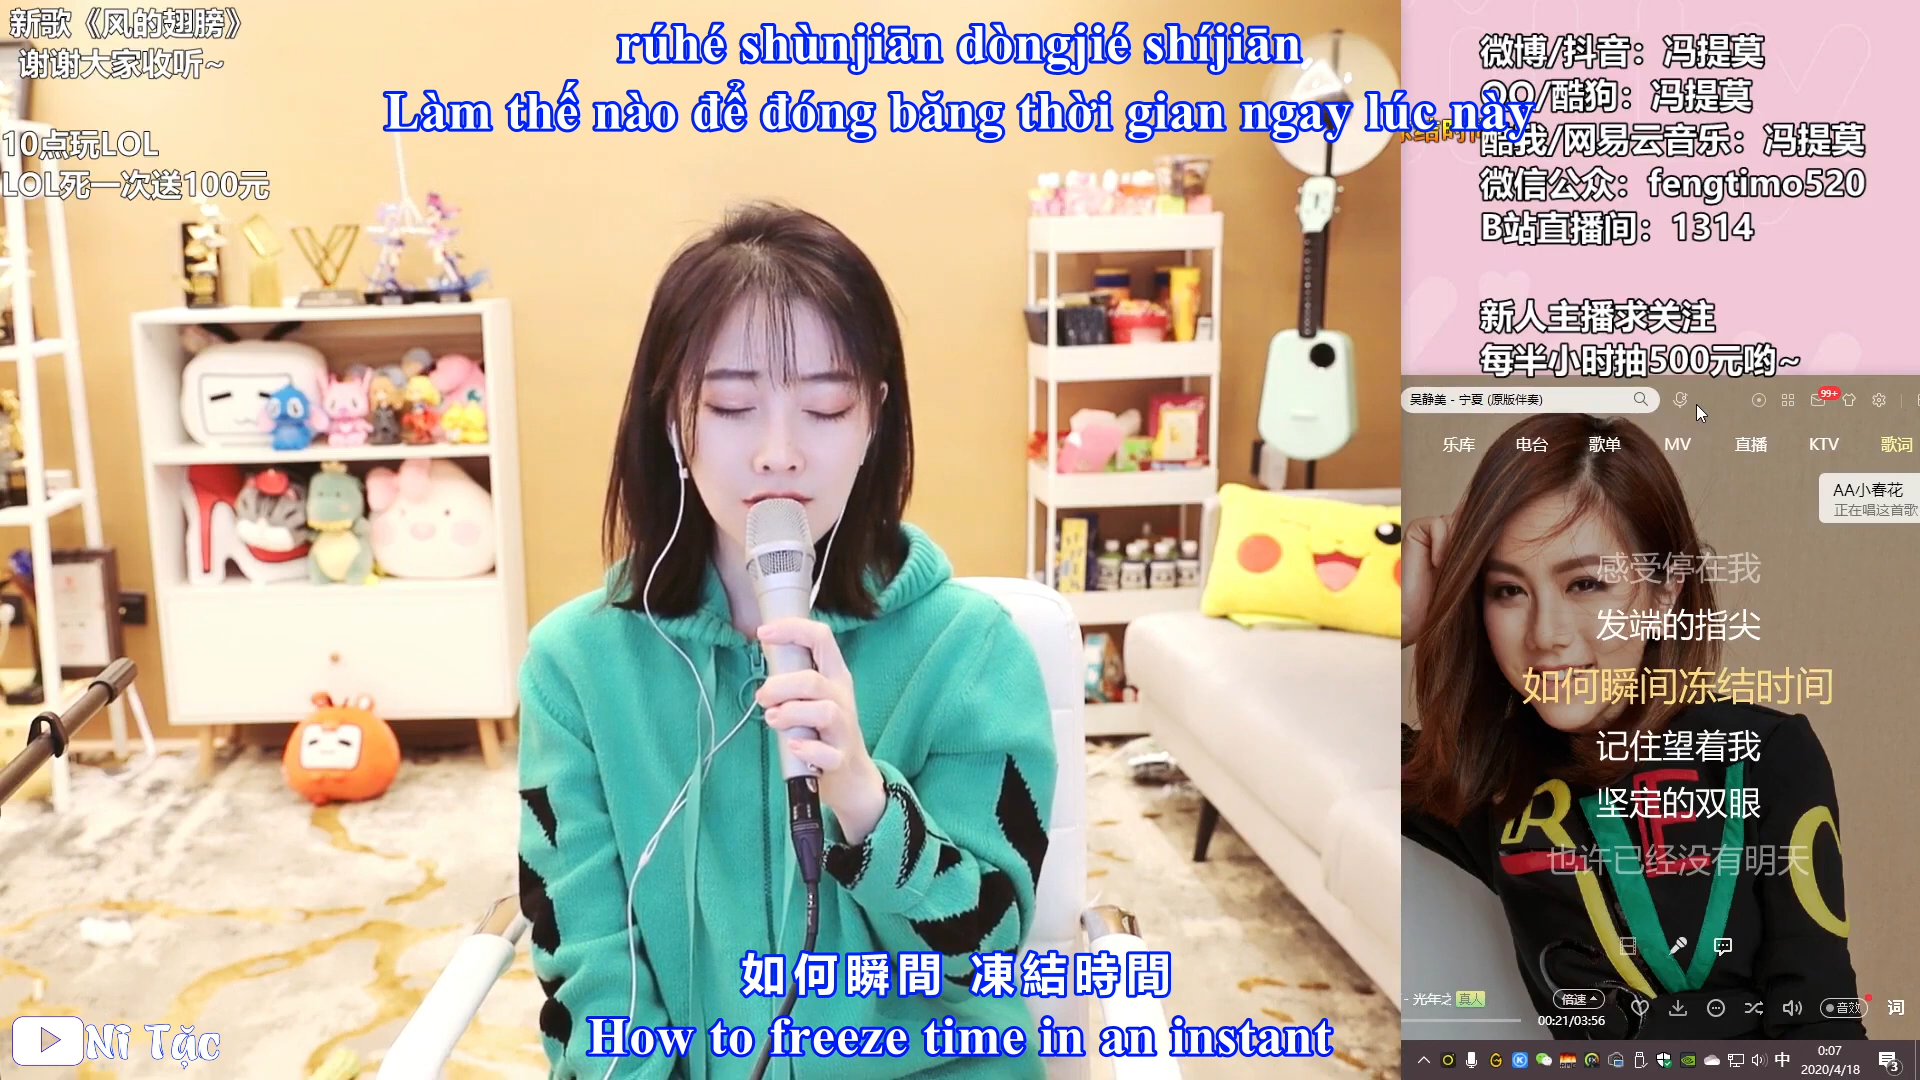 新歌《风的翅膀》
谢谢大家收听~
10点玩LOL
LOL死一次送100元
rúhé shùnjiān dòngjié shíjiān
Làm thế nào để đóng băng thời gian ngay lúc này
微博/抖音：冯提莫
QQ/酷狗：冯提莫
酷我/网易云音乐：冯提莫
微信公众：fengtimo520
B站直播间：1314
新人主播求关注
每半小时抽500元哟~
吴静美 - 宁夏 (原版伴奏)
99+
乐库 电台 歌单 MV 直播 KTV 歌词
AA小春花
正在唱这首歌
感受停在我
发端的指尖
如何瞬间冻结时间
记住望着我
坚定的双眼
也许已经没有明天
- 光年之 真人
倍速
00:21/03:56
音效
词
如何瞬間 凍結時間
How to freeze time in an instant
Ni Tặc
中
0:07
2020/4/18
3